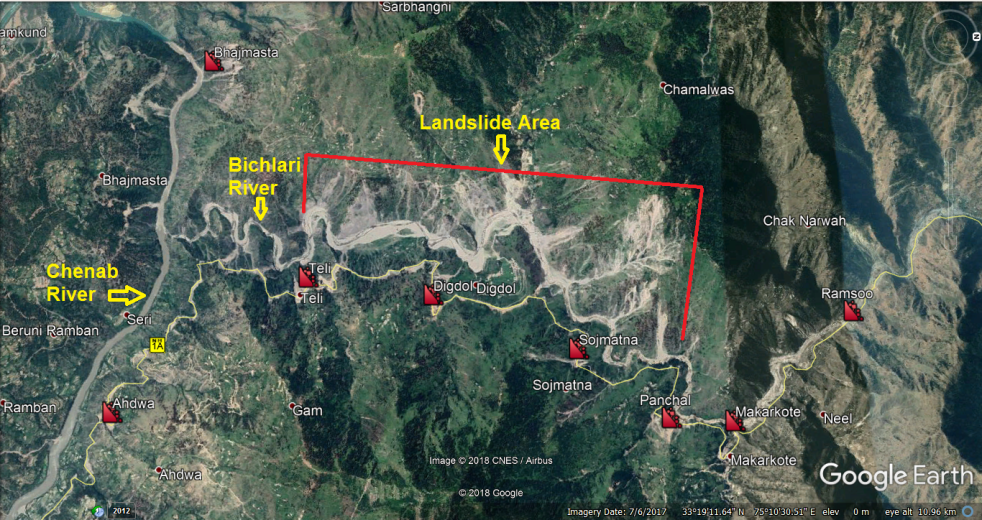 Sarbhangni
amkund
Bhajmasta
Chamalwas
Landslide Area
Bichlari
River
Bhajmasta
Chak Narwah
Chenab
River
Teli
Teli
Digdol
Digdol
Ramsoo
Seri
Beruni Ramban
1A
Sojmatna
Sojmatna
Panchal
Ramban
Ahdwa
Gam
Makarkote
Neel
Makarkote
Ahdwa
Image © 2018 CNES / Airbus
Google Earth
© 2018 Google
2012
Imagery Date: 7/6/2017 33°19'11.64" N 75°10'30.51" E elev 0 m eye alt 10.96 km